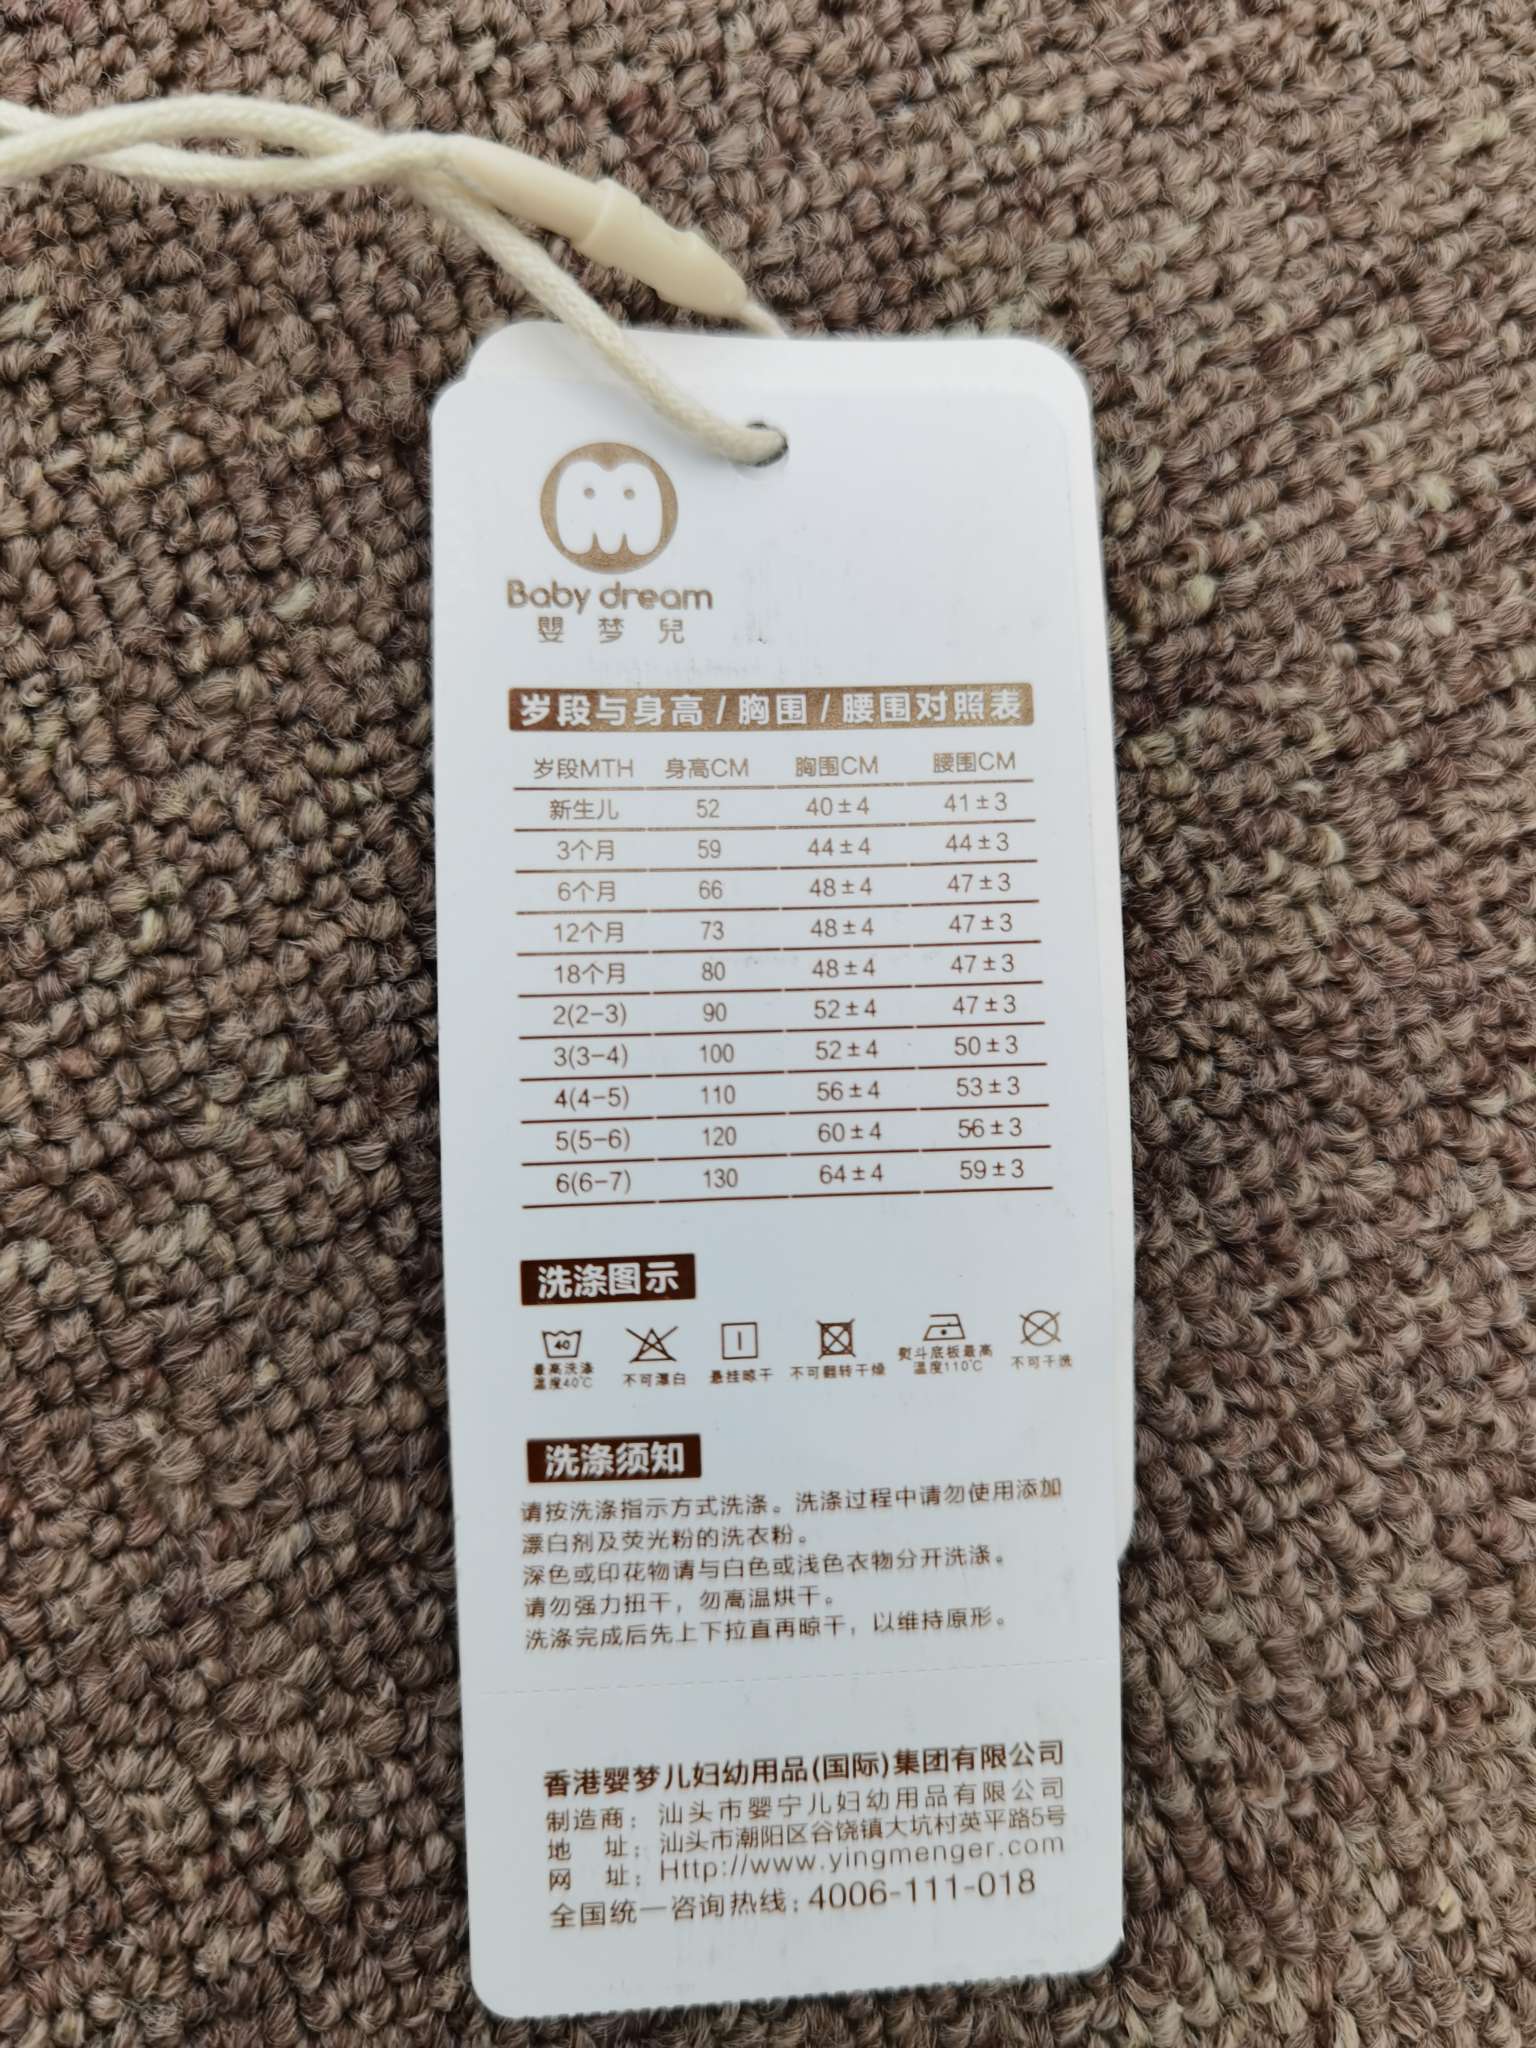 Baby dream
嬰梦兒
岁段与身高/胸围/腰围对照表
岁段MTH 身高CM 胸围CM 腰围CM
新生儿 52 40±4 41±3
3个月 59 44±4 44±3
6个月 66 48±4 47±3
12个月 73 48±4 47±3
18个月 80 48±4 47±3
2(2-3) 90 52±4 47±3
3(3-4) 100 52±4 50±3
4(4-5) 110 56±4 53±3
5(5-6) 120 60±4 56±3
6(6-7) 130 64±4 59±3
洗涤图示
40
最高洗涤
温度40℃
不可漂白
悬挂晾干
不可翻转干燥
熨斗底板最高
温度110℃
不可干洗
洗涤须知
请按洗涤指示方式洗涤。洗涤过程中请勿使用添加
漂白剂及荧光粉的洗衣粉。
深色或印花物请与白色或浅色衣物分开洗涤。
请勿强力扭干，勿高温烘干。
洗涤完成后先上下拉直再晾干，以维持原形。
香港婴梦儿妇幼用品(国际)集团有限公司
制造商：汕头市婴宁儿妇幼用品有限公司
地 址：汕头市潮阳区谷饶镇大坑村英平路5号
网 址：Http://www.yingmenger.com
全国统一咨询热线：4006-111-018